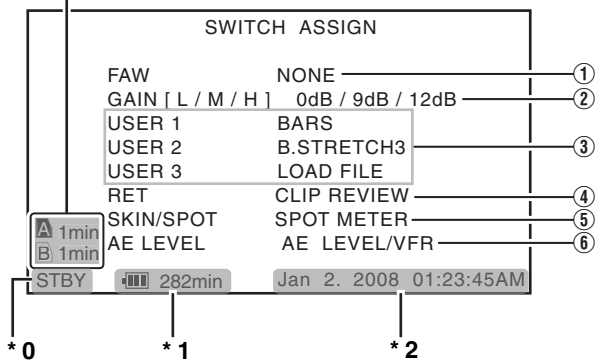 SWITCH ASSIGN
FAW NONE ①
GAIN [ L / M / H ] 0dB / 9dB / 12dB ②
USER 1 BARS
USER 2 B.STRETCH3 ③
USER 3 LOAD FILE
RET CLIP REVIEW ④
SKIN/SPOT SPOT METER ⑤
A 1min
AE LEVEL AE LEVEL/VFR ⑥
B 1min
STBY 282min Jan 2. 2008 01:23:45AM
* 0 * 1 * 2